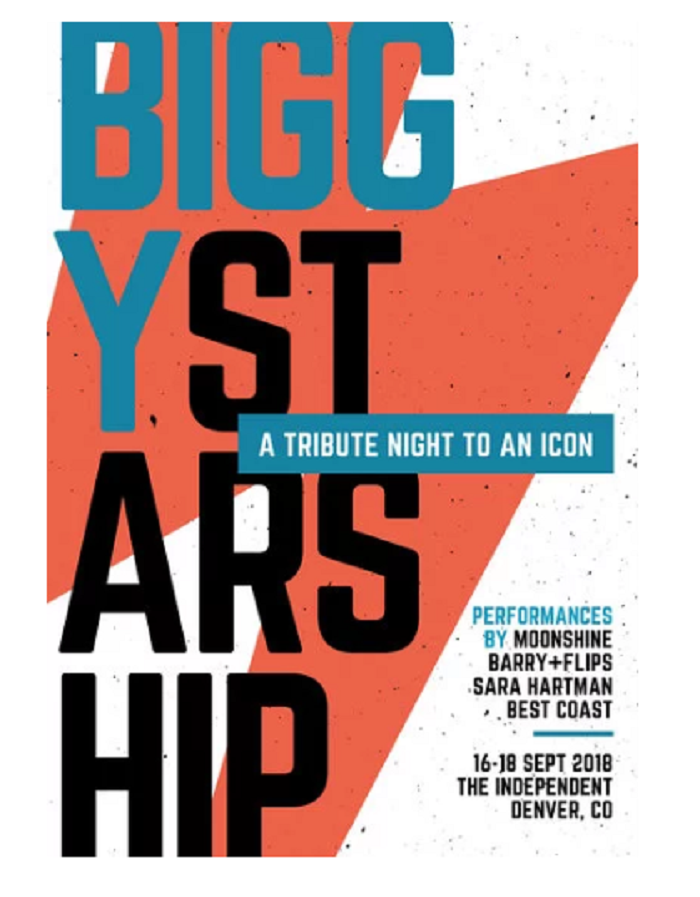 BIGG
YST
A TRIBUTE NIGHT TO AN ICON
ARS
HIP
PERFORMANCES
BY MOONSHINE
BARRY+FLIPS
SARA HARTMAN
BEST COAST
16-18 SEPT 2018
THE INDEPENDENT
DENVER, CO